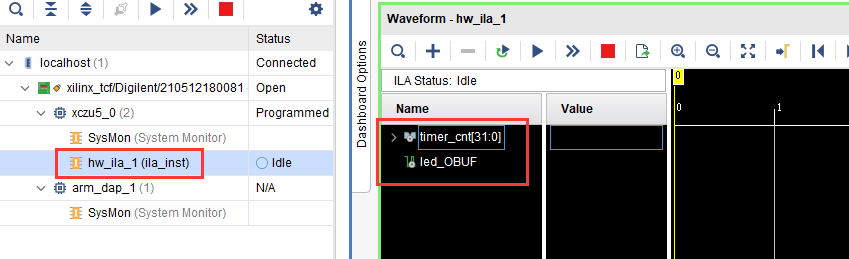 Name Status
localhost (1) Connected
xilinx_tcf/Digilent/210512180081 Open
xczu5_0 (2) Programmed
SysMon (System Monitor)
hw_ila_1 (ila_inst) Idle
arm_dap_1 (1) N/A
SysMon (System Monitor)
Dashboard Options
Waveform - hw_ila_1
ILA Status: Idle
Name Value
timer_cnt[31:0]
led_OBUF
0
0 1